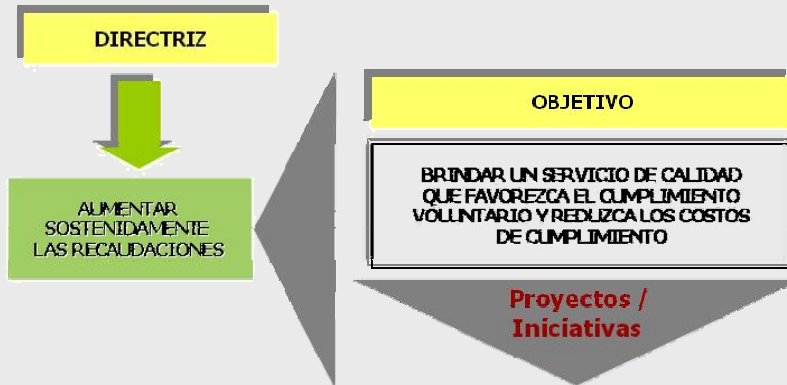 DIRECTRIZ
AUMENTAR
SOSTENIDAMENTE
LAS RECAUDACIONES
OBJETIVO
BRINDAR UN SERVICIO DE CALIDAD
QUE FAVOREZCA EL CUMPLIMIENTO
VOLUNTARIO Y REDUZCA LOS COSTOS
DE CUMPLIMIENTO
Proyectos /
Iniciativas